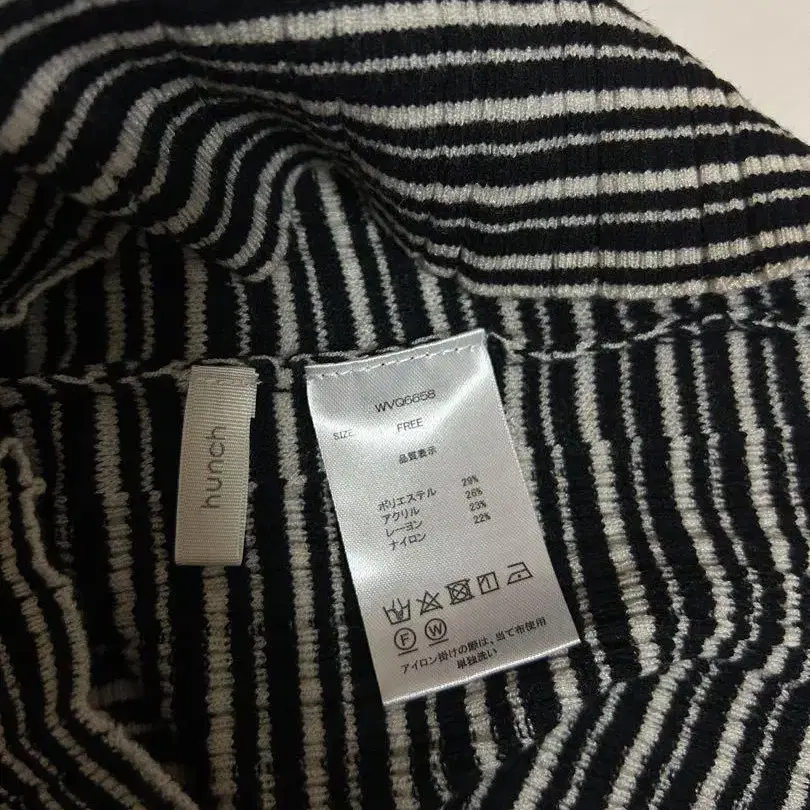 hunch
WVQ6658
SIZE FREE
品質表示
ポリエステル 29%
アクリル 26%
レーヨン 23%
ナイロン 22%
F W
アイロン掛けの際は、当て布使用
単独洗い